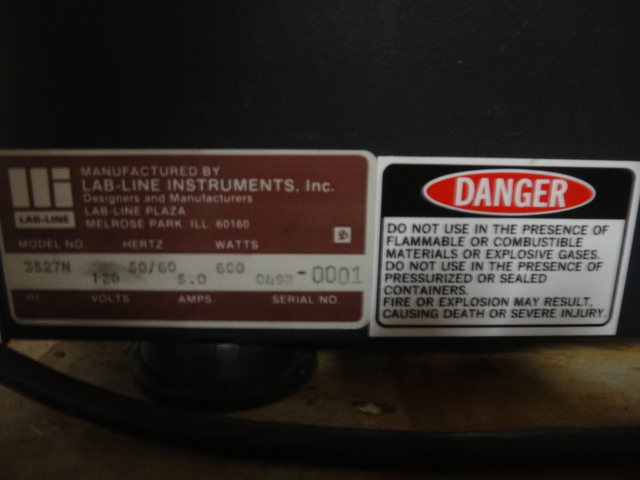 MANUFACTURED BY
LAB-LINE INSTRUMENTS, Inc.
Designers and Manufacturers
LAB-LINE PLAZA
MELROSE PARK, ILL. 60160
LAB-LINE
MODEL NO. HERTZ WATTS
3527N 50/60 600
120 5.0 0492-0001
VOLTS AMPS SERIAL NO.
DANGER
DO NOT USE IN THE PRESENCE OF
FLAMMABLE OR COMBUSTIBLE
MATERIALS OR EXPLOSIVE GASES.
DO NOT USE IN THE PRESENCE OF
PRESSURIZED OR SEALED
CONTAINERS.
FIRE OR EXPLOSION MAY RESULT,
CAUSING DEATH OR SEVERE INJURY.